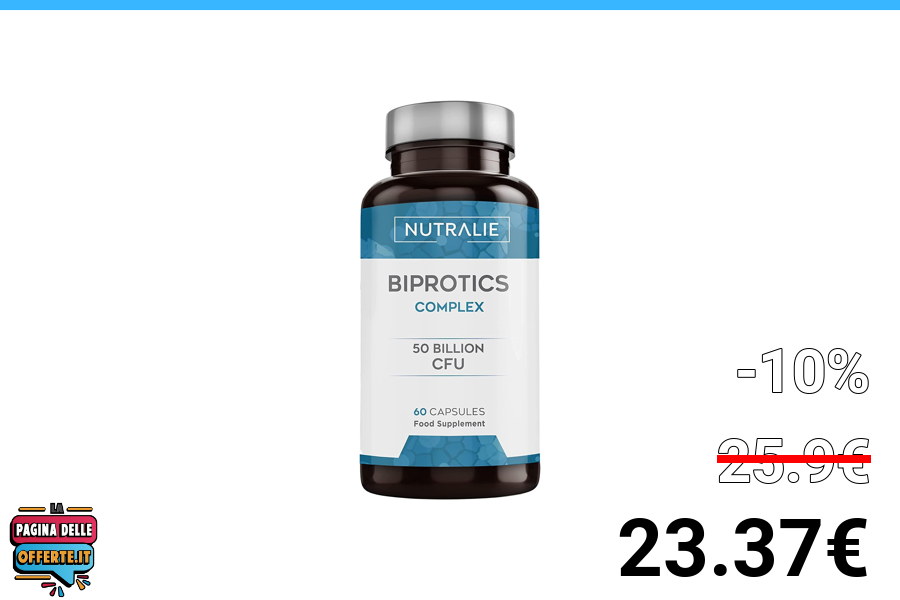 NUTRALIE
BIPROTICS
COMPLEX
50 BILLION
CFU
60 CAPSULES
Food Supplement
-10%
25.9€
23.37€
LA
PAGINA DELLE
OFFERTE.IT